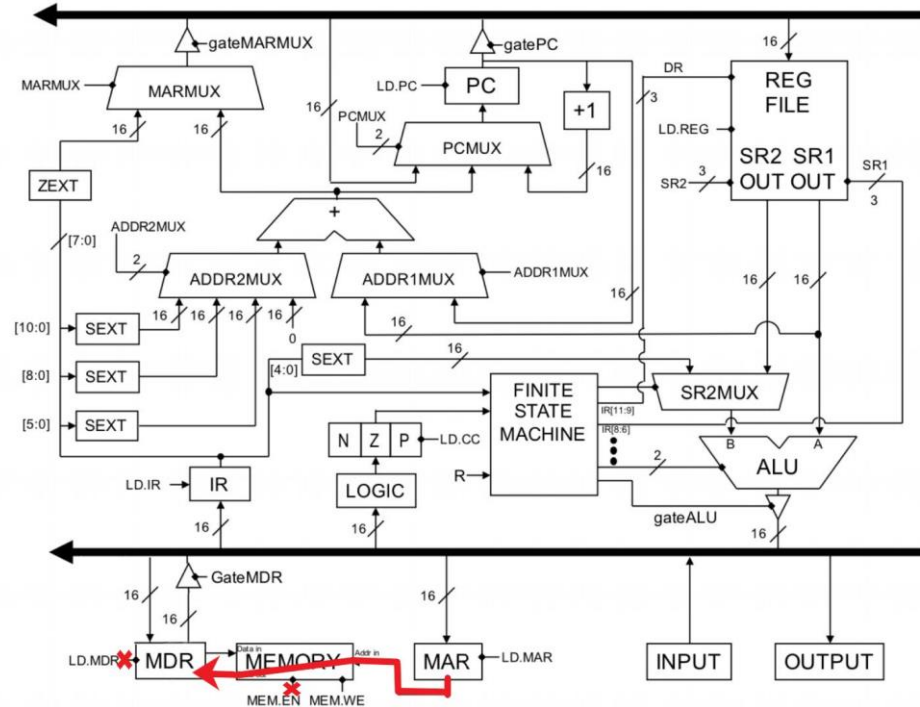 gateMARMUX
gatePC
16
DR
MARMUX
MARMUX
LD.PC
PC
+1
3
REG
FILE
16
PCMUX
2
PCMUX
LD.REG
16
16
16
SR2
OUT
SR1
OUT
SR2
3
SR1
3
ZEXT
+
[7:0]
ADDR2MUX
2
ADDR2MUX
ADDR1MUX
ADDR1MUX
16
16
16
16
16
16
16
16
0
[10:0]
SEXT
[4:0]
SEXT
16
[8:0]
SEXT
FINITE
STATE
MACHINE
SR2MUX
IR[11:9]
[5:0]
SEXT
N Z P
LD.CC
IR[8:6]
B
A
ALU
2
LD.IR
IR
LOGIC
R
gateALU
16
16
16
GateMDR
16
16
16
LD.MDR
MDR
Data in
MEMORY
Addr in
MAR
LD.MAR
INPUT
OUTPUT
MEM.EN
MEM.WE